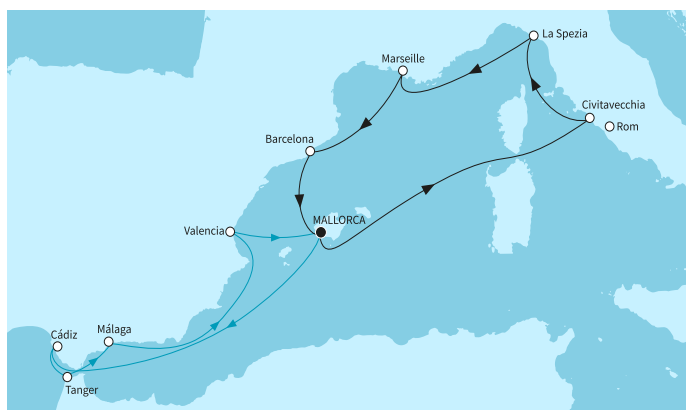 La Spezia
Marseille
Civitavecchia
Rom
Barcelona
MALLORCA
Valencia
Cádiz
Málaga
Tanger